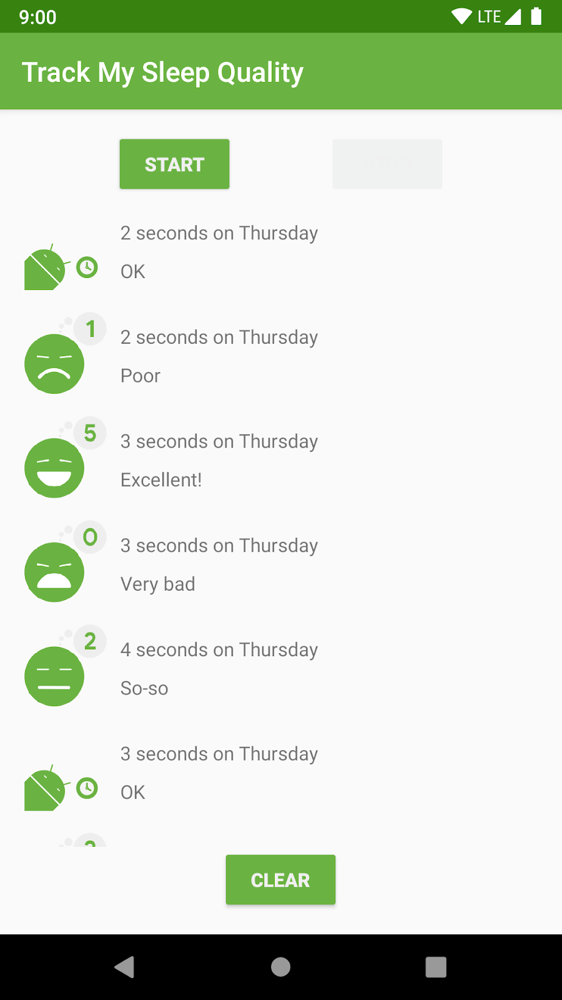 9:00 LTE
Track My Sleep Quality
START
2 seconds on Thursday
OK
1
2 seconds on Thursday
Poor
5
3 seconds on Thursday
Excellent!
0
3 seconds on Thursday
Very bad
2
4 seconds on Thursday
So-so
3 seconds on Thursday
OK
CLEAR